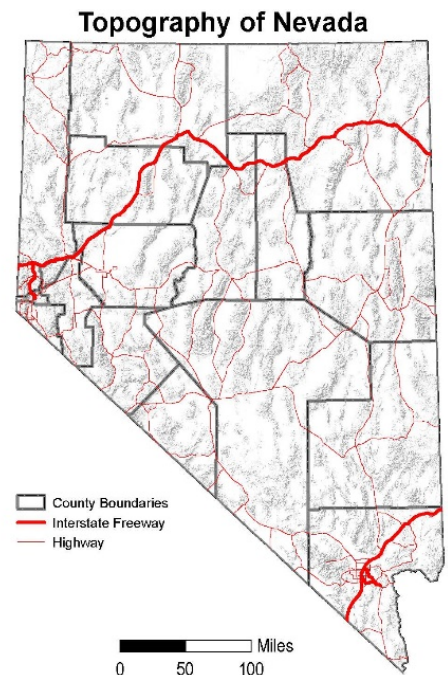 Topography of Nevada
County Boundaries
Interstate Freeway
Highway
Miles
0 50 100